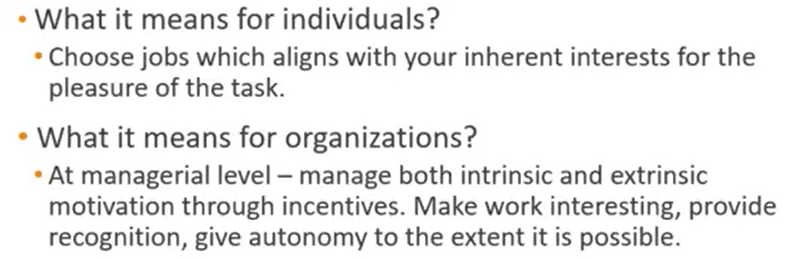 • What it means for individuals?
• Choose jobs which aligns with your inherent interests for the
pleasure of the task.
• What it means for organizations?
• At managerial level – manage both intrinsic and extrinsic
motivation through incentives. Make work interesting, provide
recognition, give autonomy to the extent it is possible.